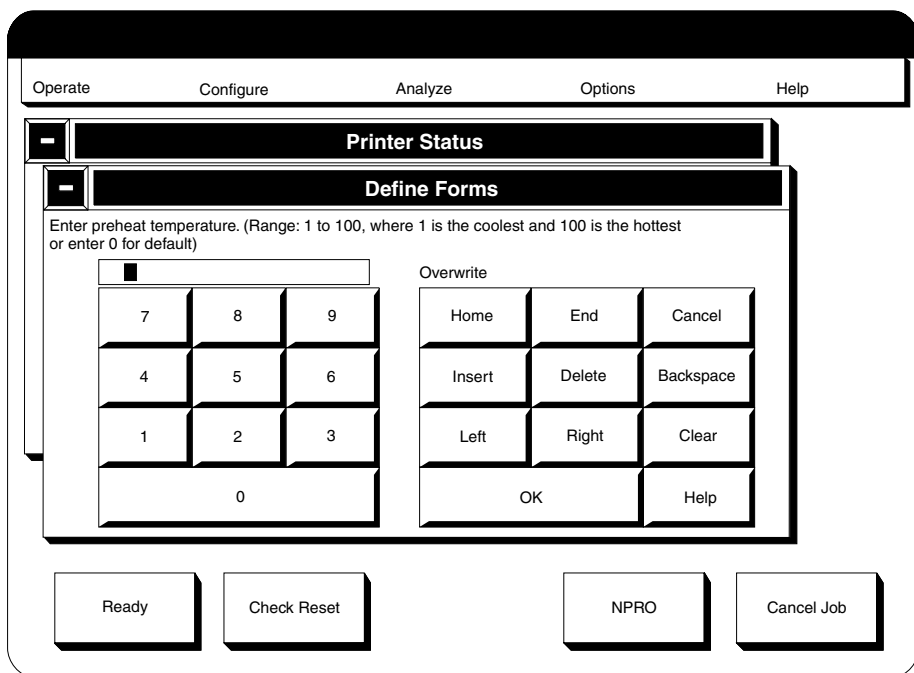 Operate Configure Analyze Options Help
Printer Status
Define Forms
Enter preheat temperature. (Range: 1 to 100, where 1 is the coolest and 100 is the hottest
or enter 0 for default)
Overwrite
7 8 9 Home End Cancel
4 5 6 Insert Delete Backspace
1 2 3 Left Right Clear
0 OK Help
Ready Check Reset NPRO Cancel Job